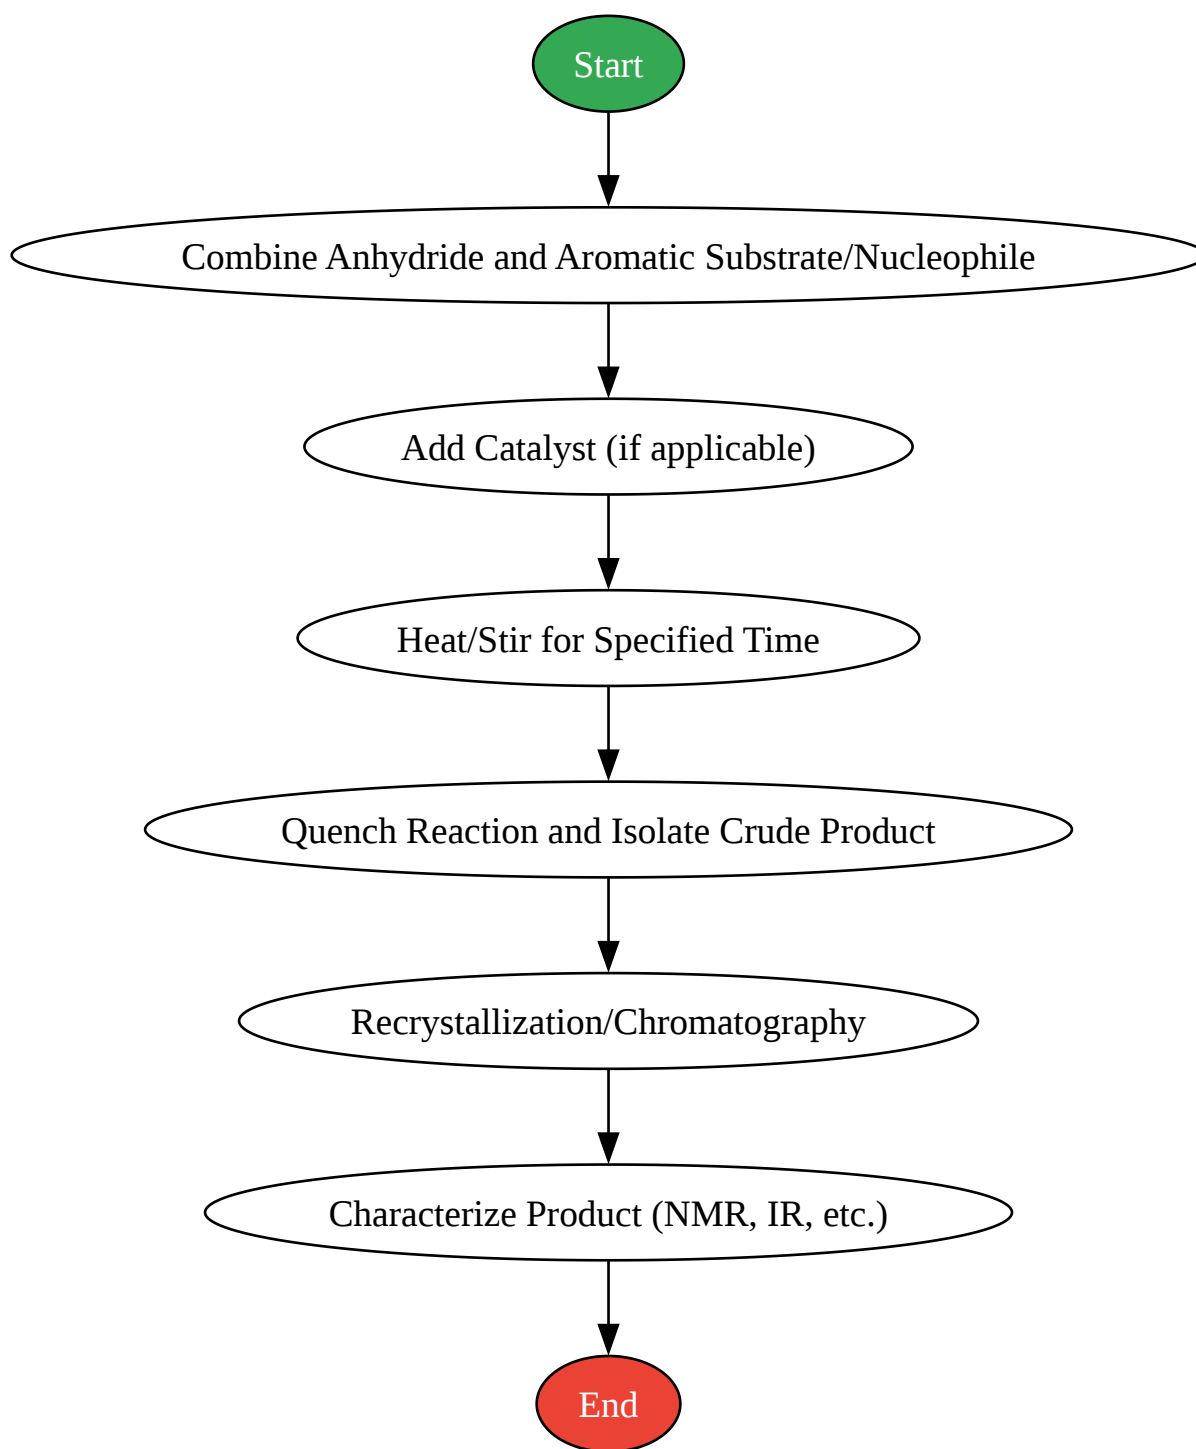 Start
Combine Anhydride and Aromatic Substrate/Nucleophile
Add Catalyst (if applicable)
Heat/Stir for Specified Time
Quench Reaction and Isolate Crude Product
Recrystallization/Chromatography
Characterize Product (NMR, IR, etc.)
End